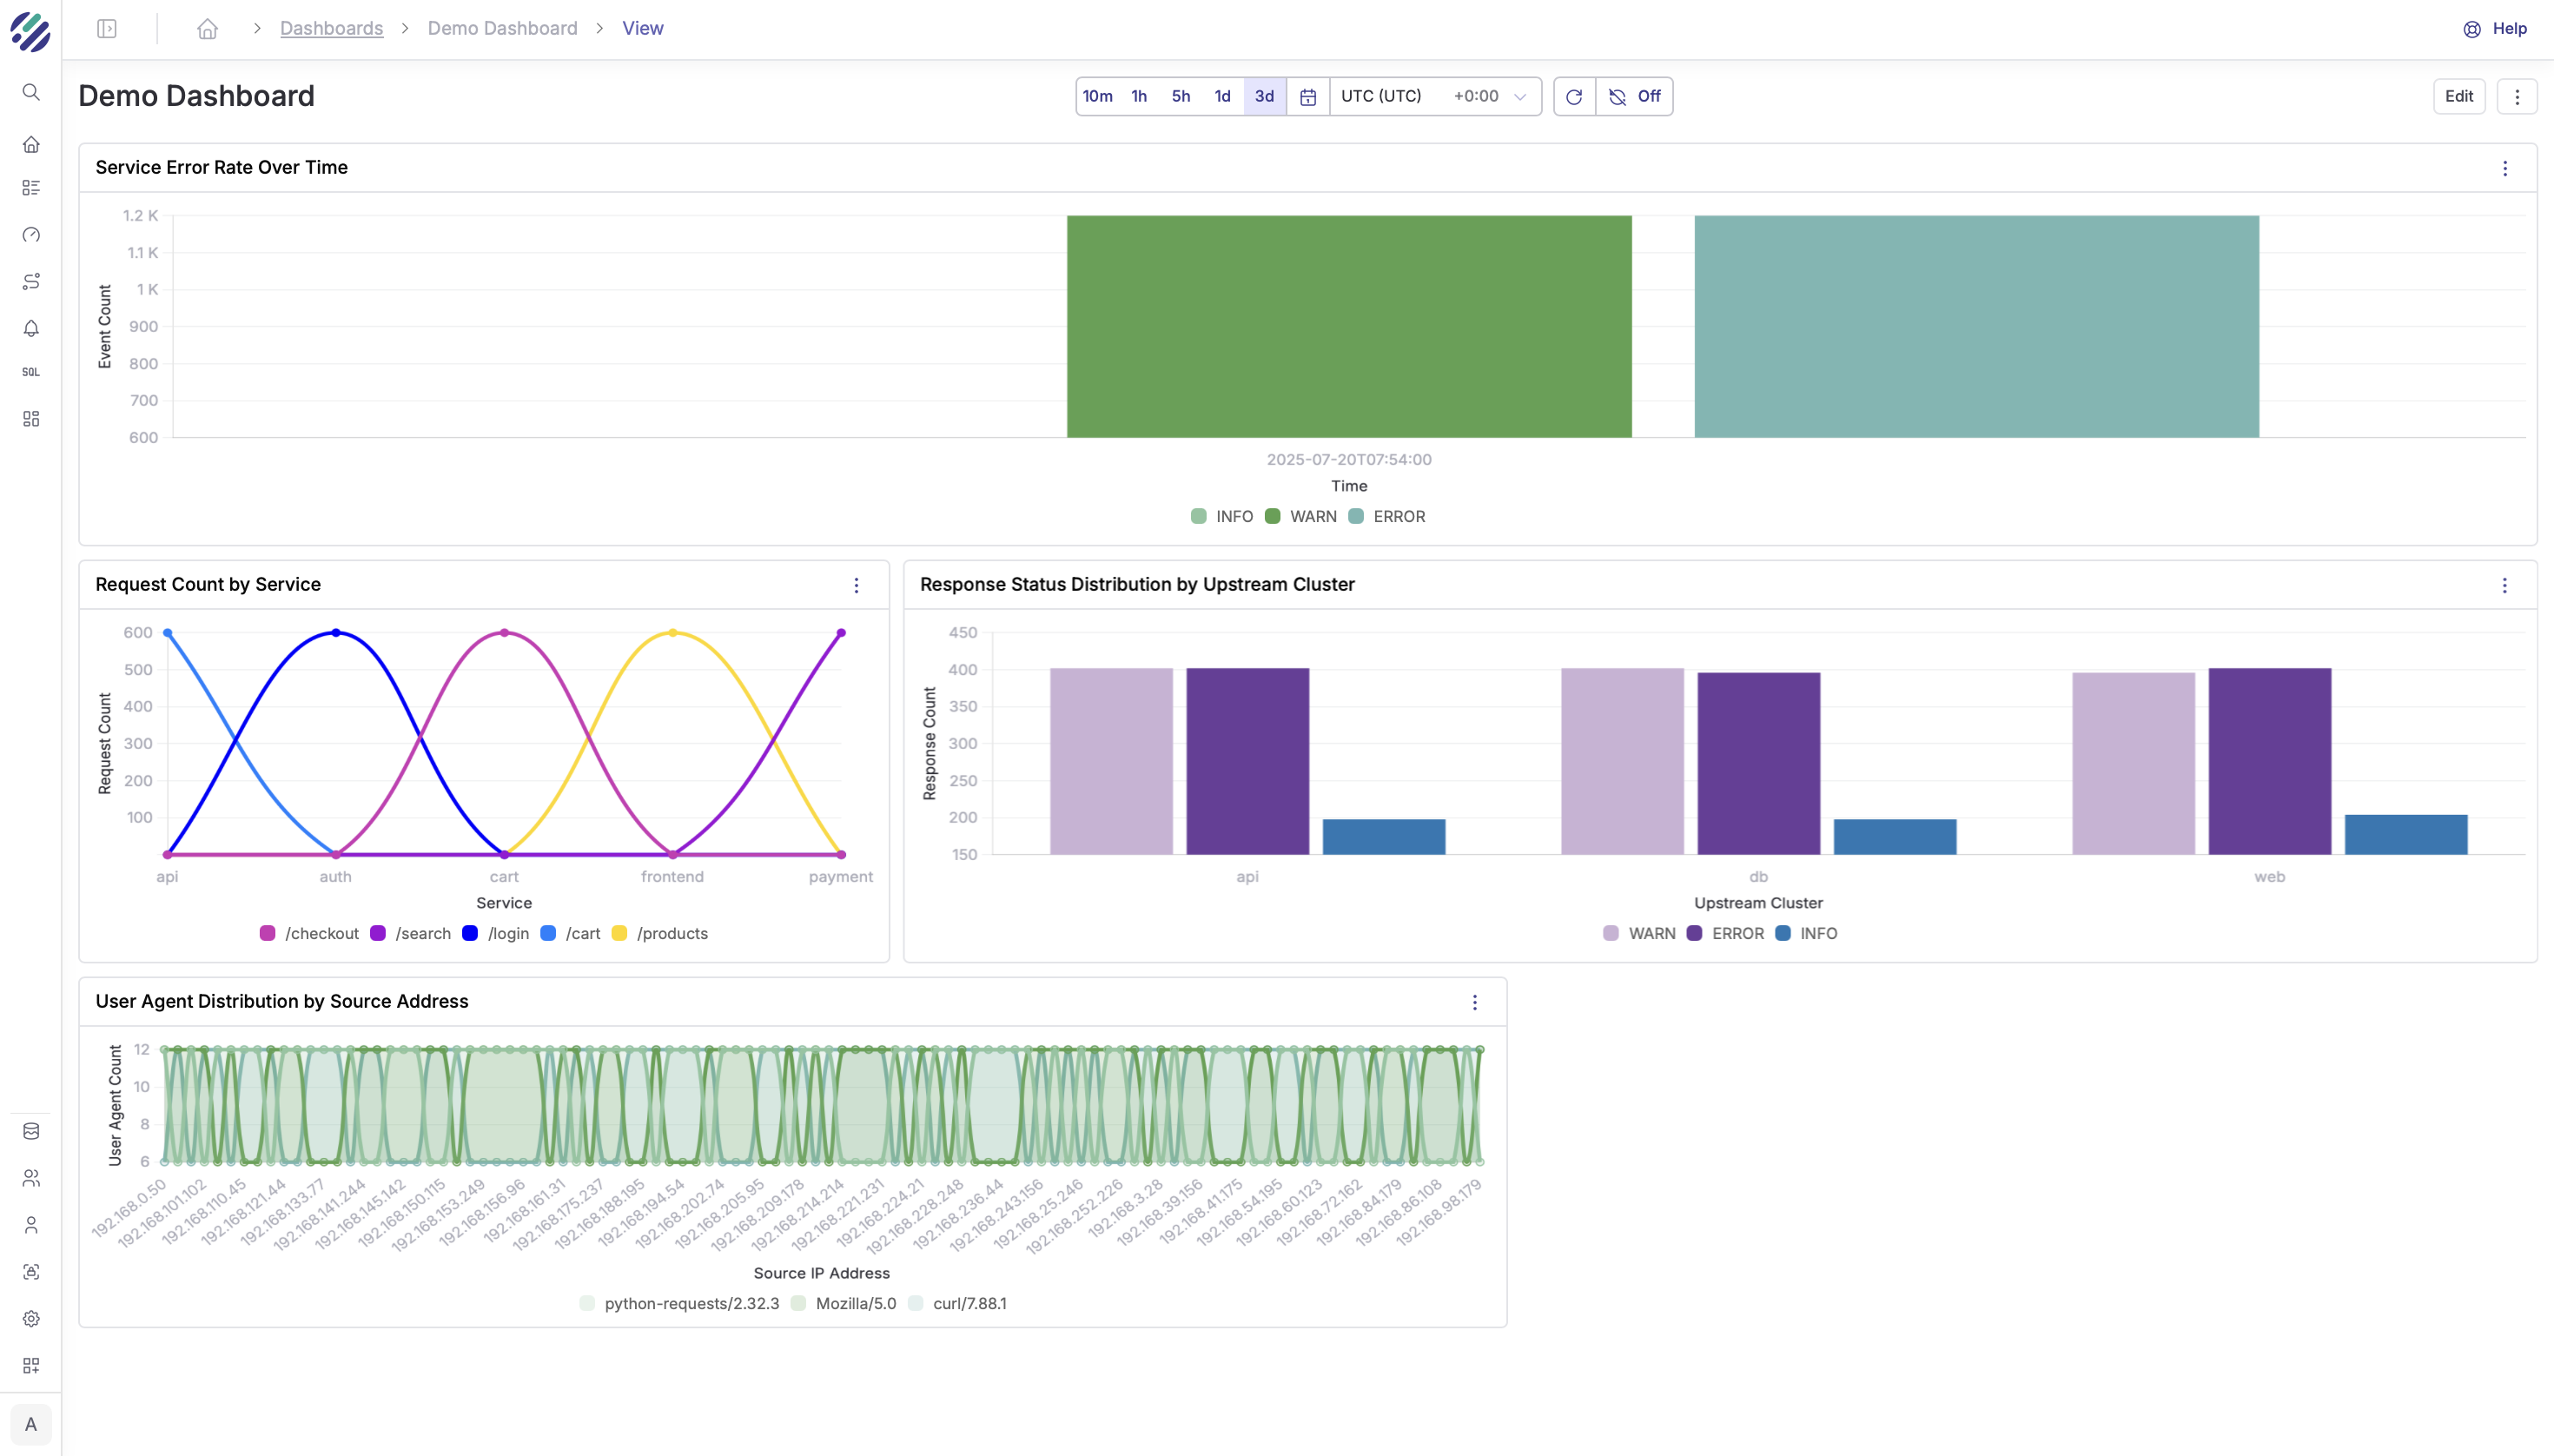 Dashboards > Demo Dashboard > View
Help
Demo Dashboard
10m 1h 5h 1d 3d UTC (UTC) +0:00 Off
Edit
SQL
A
Service Error Rate Over Time
Event Count
1.2 K
1.1 K
1 K
900
800
700
600
2025-07-20T07:54:00
Time
INFO WARN ERROR
Request Count by Service
Request Count
600
500
400
300
200
100
api auth cart frontend payment
Service
/checkout /search /login /cart /products
Response Status Distribution by Upstream Cluster
Response Count
450
400
350
300
250
200
150
api db web
Upstream Cluster
WARN ERROR INFO
User Agent Distribution by Source Address
User Agent Count
12
10
8
6
192.168.0.50
192.168.101.102
192.168.110.45
192.168.121.44
192.168.133.77
192.168.141.244
192.168.145.142
192.168.150.115
192.168.153.249
192.168.156.96
192.168.161.31
192.168.175.237
192.168.188.195
192.168.194.54
192.168.202.74
192.168.205.95
192.168.209.178
192.168.214.214
192.168.221.231
192.168.224.21
192.168.228.248
192.168.236.44
192.168.243.156
192.168.25.246
192.168.252.226
192.168.3.28
192.168.39.156
192.168.41.175
192.168.54.195
192.168.60.123
192.168.72.162
192.168.84.179
192.168.86.108
192.168.98.179
Source IP Address
python-requests/2.32.3 Mozilla/5.0 curl/7.88.1